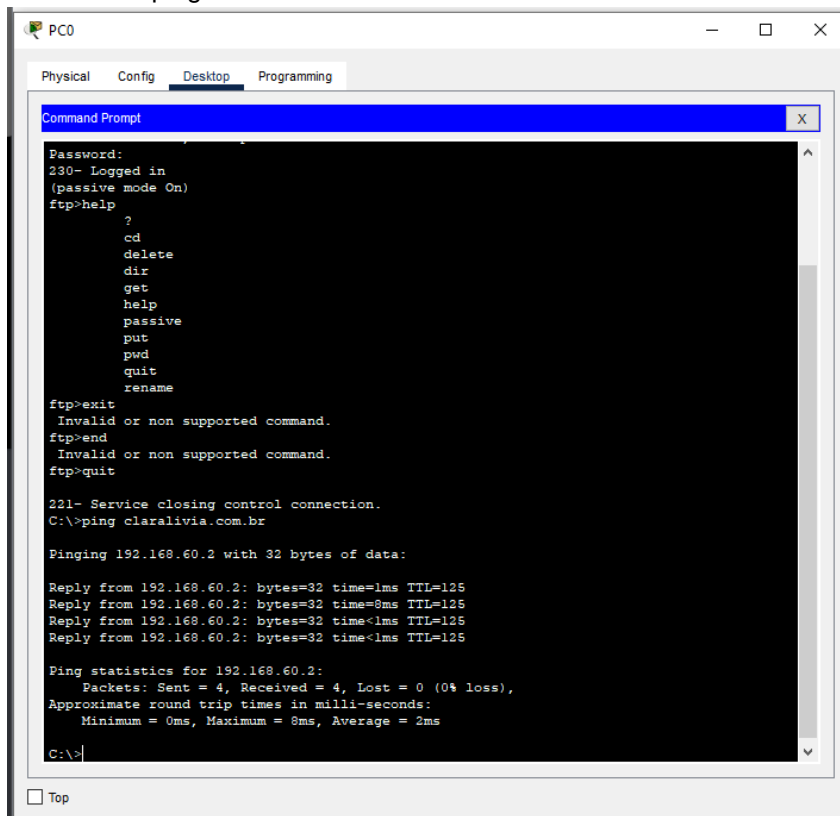 PC0
Physical Config Desktop Programming
Command Prompt
X
Password:
230- Logged in
(passive mode On)
ftp>help
?
cd
delete
dir
get
help
passive
put
pwd
quit
rename
ftp>exit
Invalid or non supported command.
ftp>end
Invalid or non supported command.
ftp>quit
221- Service closing control connection.
C:\>ping claralivia.com.br
Pinging 192.168.60.2 with 32 bytes of data:
Reply from 192.168.60.2: bytes=32 time=1ms TTL=125
Reply from 192.168.60.2: bytes=32 time=8ms TTL=125
Reply from 192.168.60.2: bytes=32 time<1ms TTL=125
Reply from 192.168.60.2: bytes=32 time<1ms TTL=125
Ping statistics for 192.168.60.2:
Packets: Sent = 4, Received = 4, Lost = 0 (0% loss),
Approximate round trip times in milli-seconds:
Minimum = 0ms, Maximum = 8ms, Average = 2ms
C:\>
Top